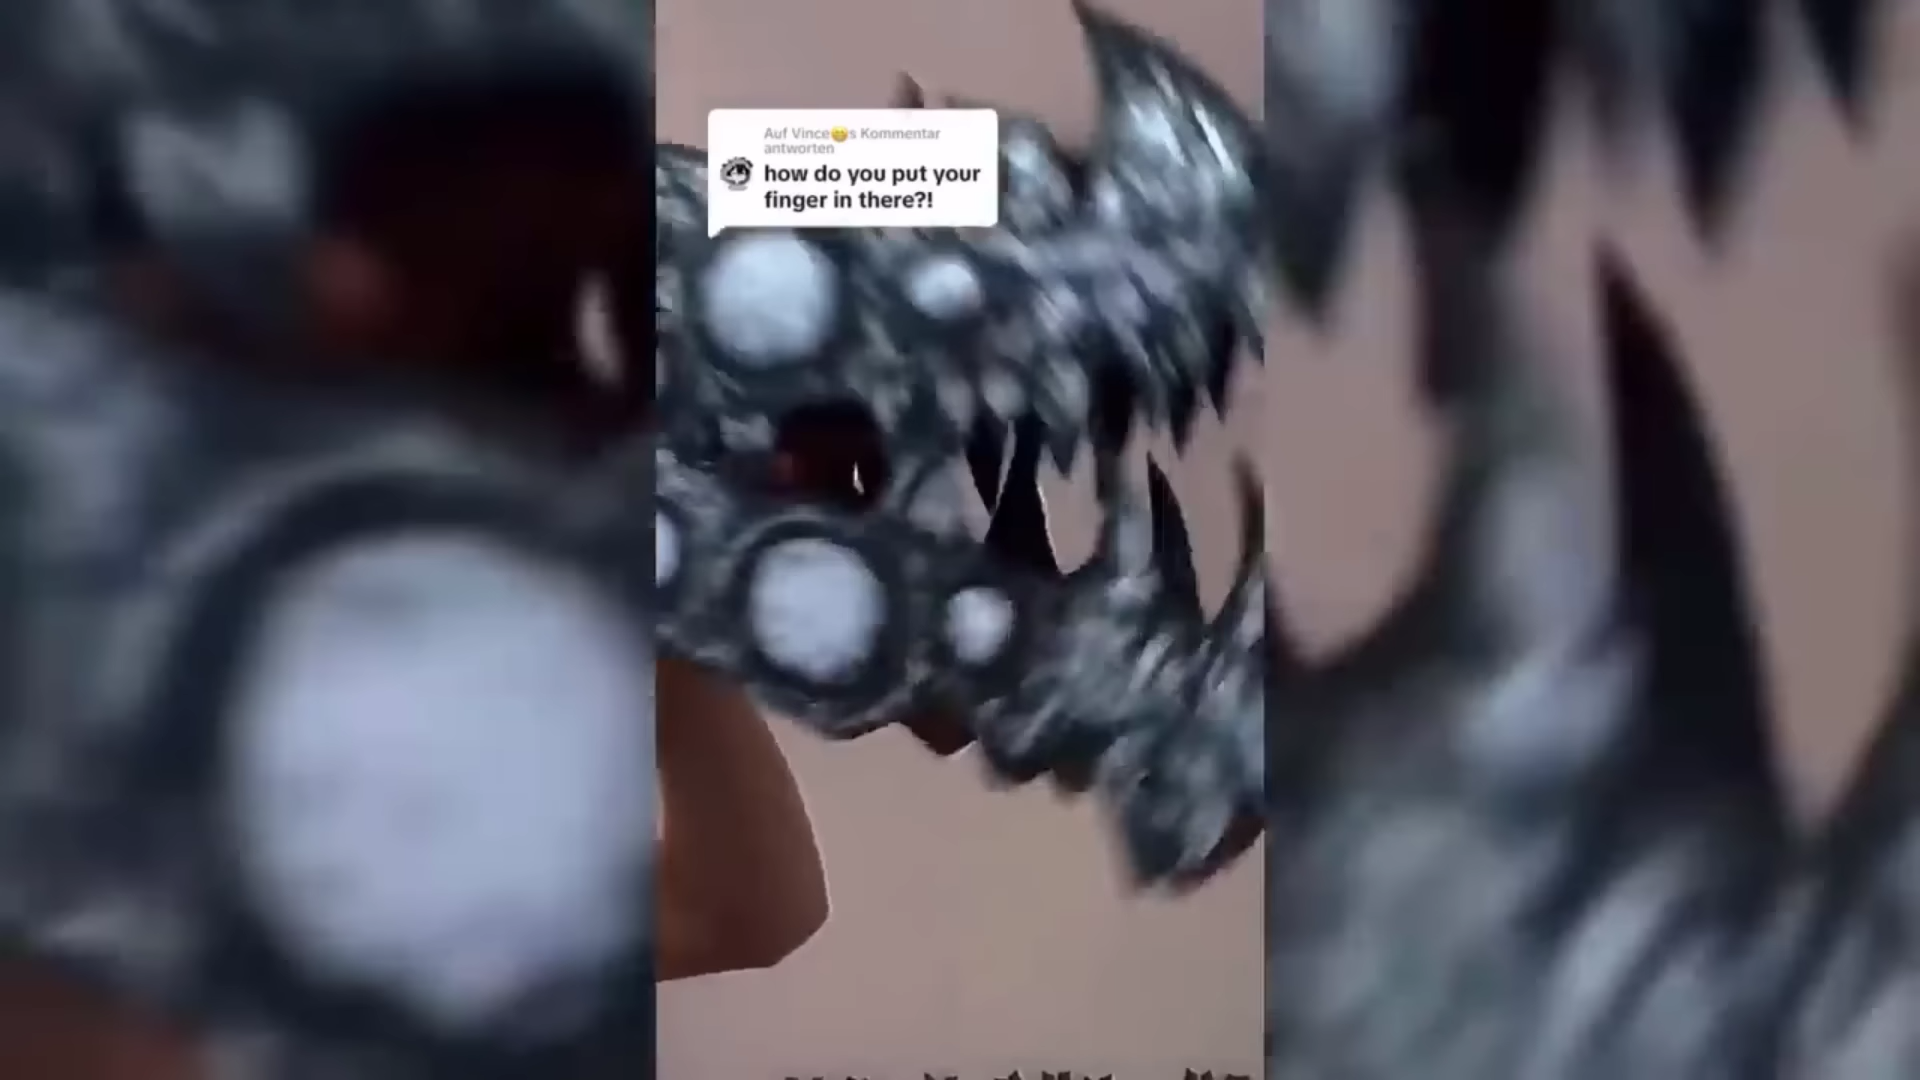 Auf Vince😁s Kommentar
antworten
how do you put your
finger in there?!